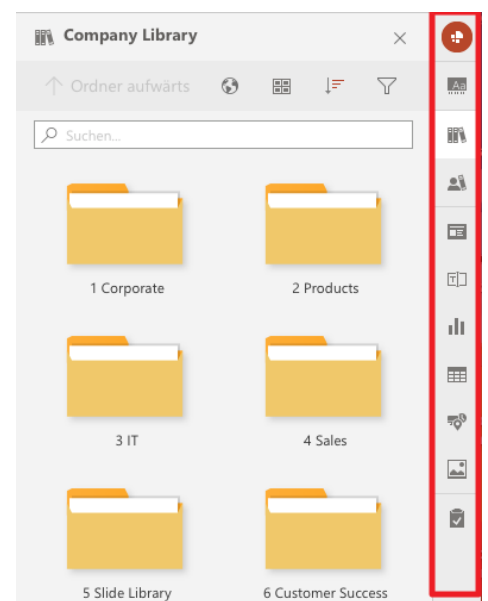 Company Library
Ordner aufwärts
Suchen...
1 Corporate
2 Products
3 IT
4 Sales
5 Slide Library
6 Customer Success